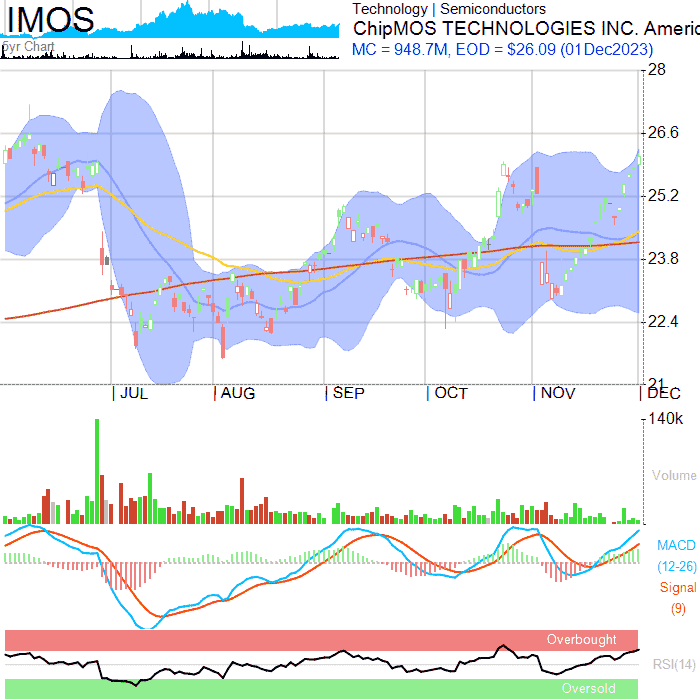 IMOS
5yr Chart
Technology | Semiconductors
ChipMOS TECHNOLOGIES INC. Americ
MC = 948.7M, EOD = $26.09 (01Dec2023)
28
26.6
25.2
23.8
22.4
21
JUL AUG SEP OCT NOV DEC
140k
Volume
MACD
(12-26)
Signal
(9)
Overbought
RSI(14)
Oversold